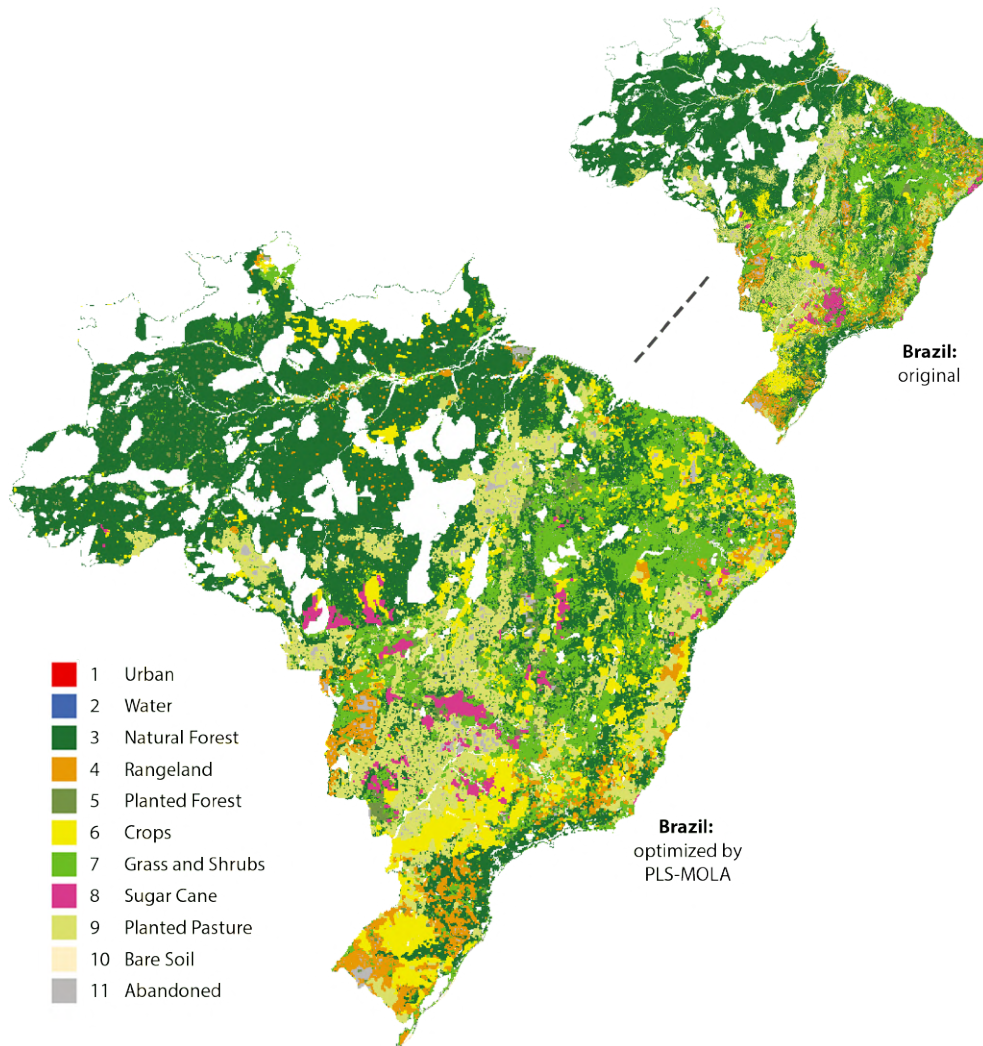 Brazil:
original
1 Urban
2 Water
3 Natural Forest
4 Rangeland
5 Planted Forest
6 Crops
7 Grass and Shrubs
8 Sugar Cane
9 Planted Pasture
10 Bare Soil
11 Abandoned
Brazil:
optimized by
PLS-MOLA